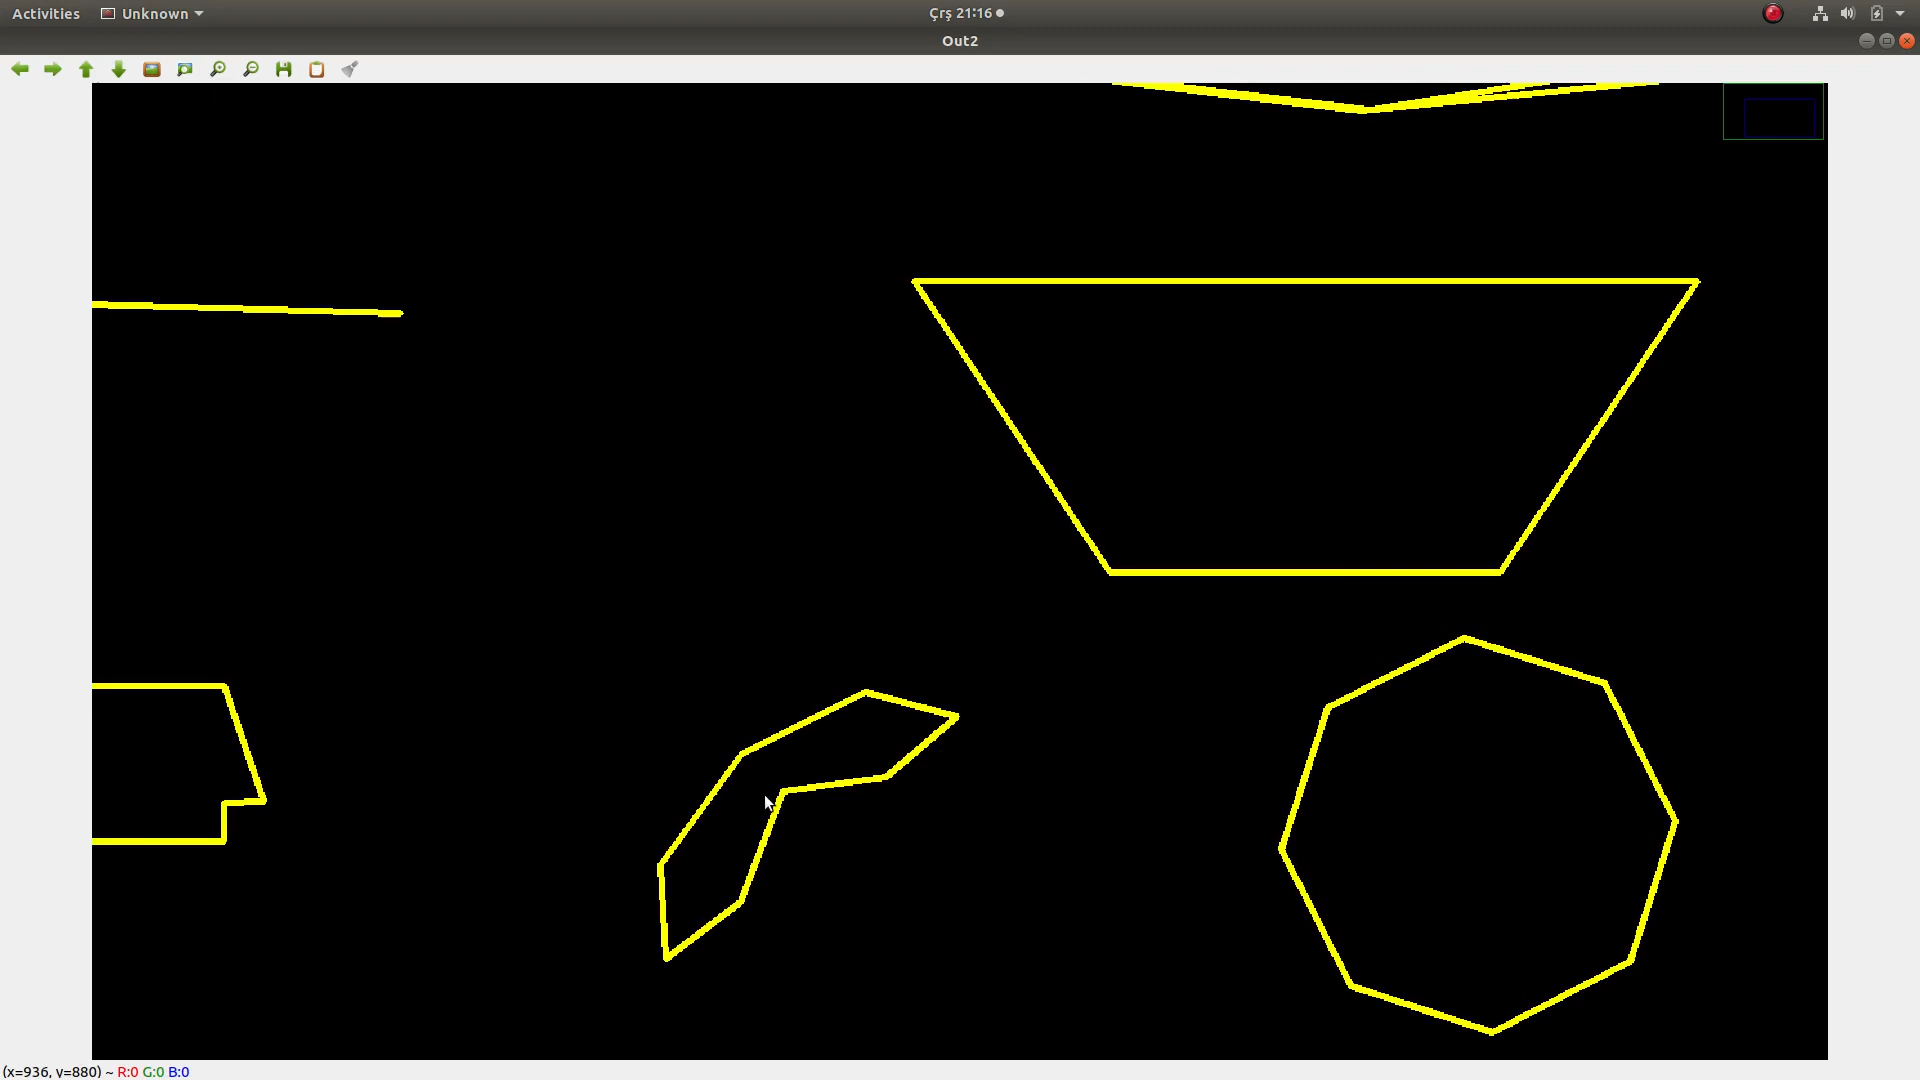 Activities Unknown Çrş 21:16
Out2
(x=936, y=880) ~ R:0 G:0 B:0